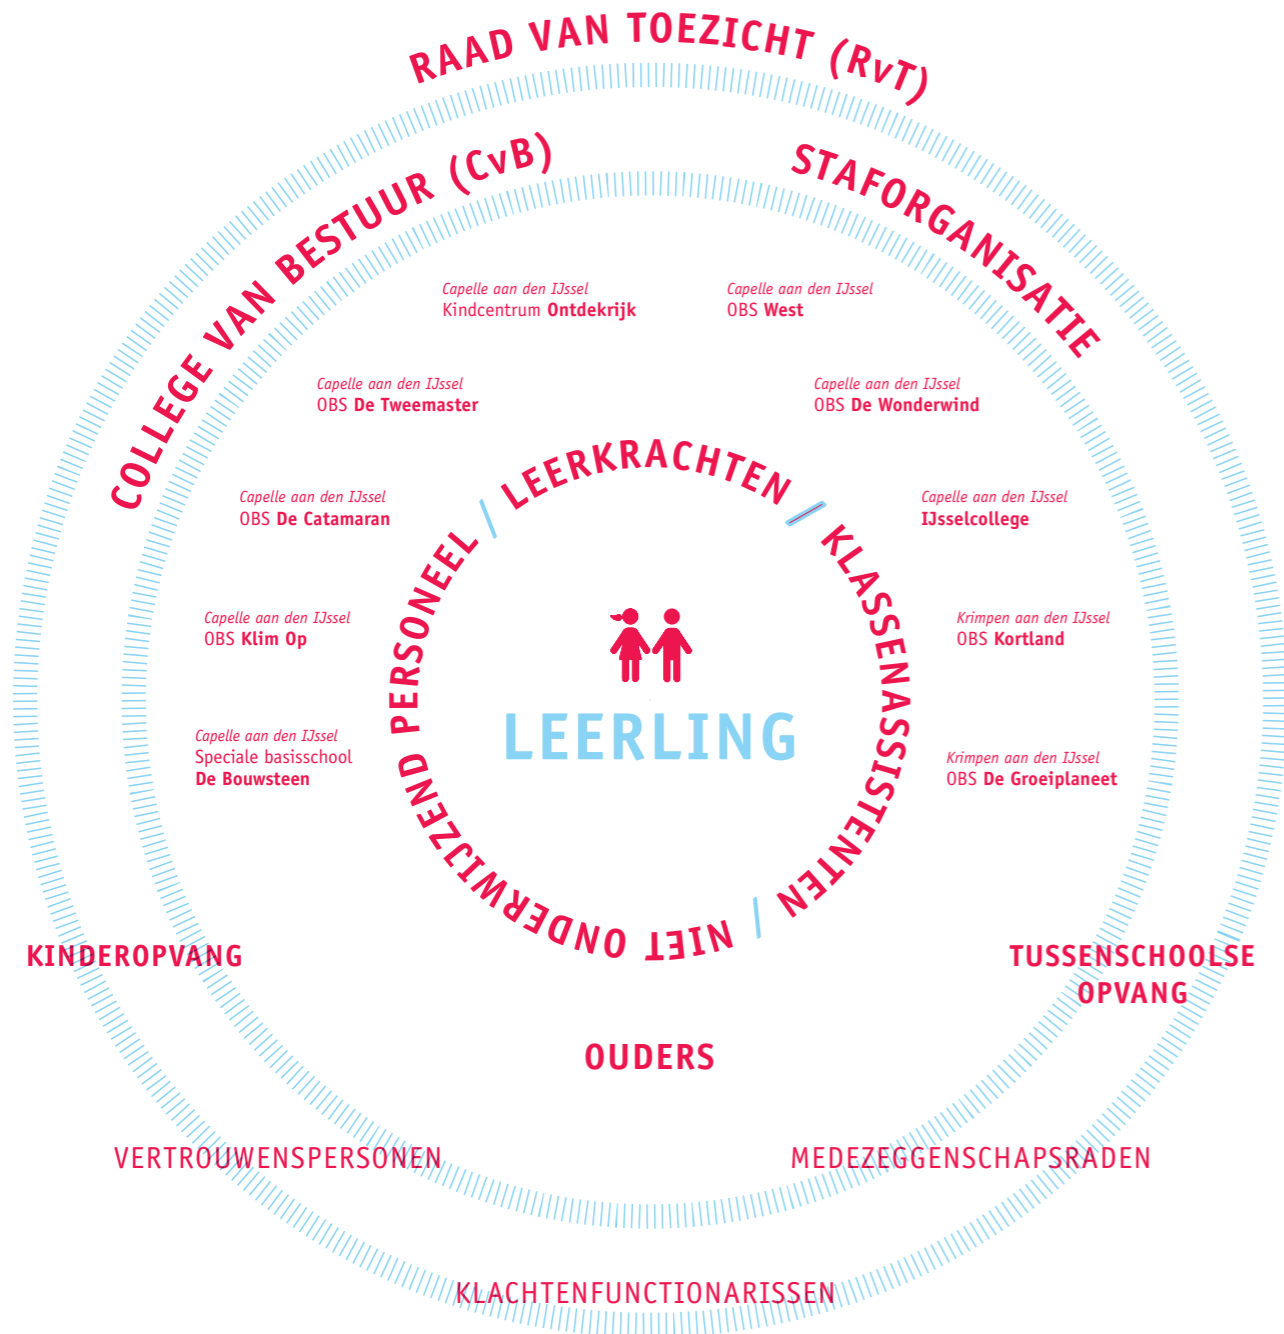 RAAD VAN TOEZICHT (RvT)
COLLEGE VAN BESTUUR (CvB)
STAFORGANISATIE
Capelle aan den IJssel
Kindcentrum Ontdekrijk
Capelle aan den IJssel
OBS West
Capelle aan den IJssel
OBS De Tweemaster
Capelle aan den IJssel
OBS De Wonderwind
Capelle aan den IJssel
OBS De Catamaran
Capelle aan den IJssel
IJsselcollege
Capelle aan den IJssel
OBS Klim Op
Krimpen aan den IJssel
OBS Kortland
Capelle aan den IJssel
Speciale basisschool
De Bouwsteen
Krimpen aan den IJssel
OBS De Groeiplaneet
LEERKRACHTEN / KLASSENASSISTENTEN / NIET ONDERWIJZEND PERSONEEL /
LEERLING
KINDEROPVANG
TUSSENSCHOOLSE
OPVANG
OUDERS
VERTROUWENSPERSONEN
MEDEZEGGENSCHAPSRADEN
KLACHTENFUNCTIONARISSEN